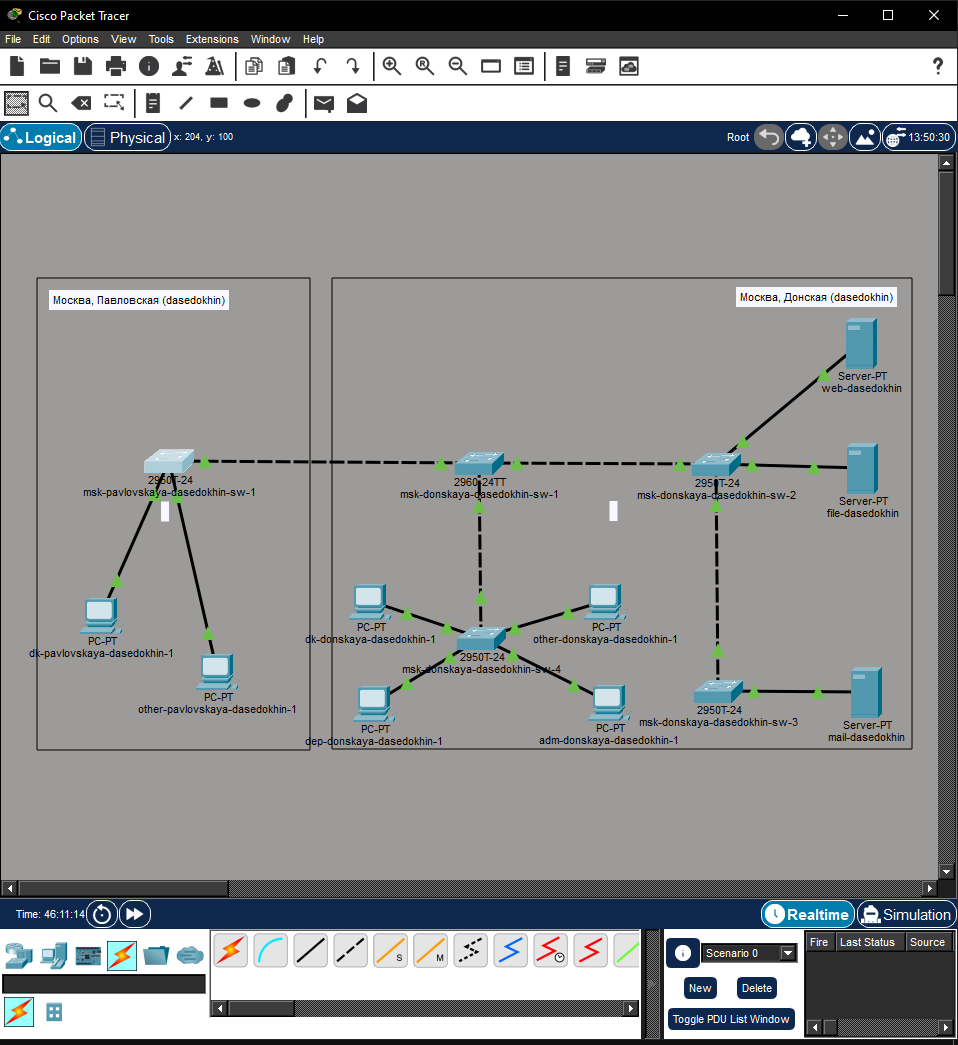 Cisco Packet Tracer
File Edit Options View Tools Extensions Window Help
Logical Physical x: 204, y: 100 Root 13:50:30
Москва, Павловская (dasedokhin)
Москва, Донская (dasedokhin)
Server-PT
web-dasedokhin
2950T-24
msk-pavlovskaya-dasedokhin-sw-1
2960-24TT
msk-donskaya-dasedokhin-sw-1
2950T-24
msk-donskaya-dasedokhin-sw-2
Server-PT
file-dasedokhin
PC-PT
dk-pavlovskaya-dasedokhin-1
PC-PT
other-pavlovskaya-dasedokhin-1
PC-PT
dk-donskaya-dasedokhin-1
PC-PT
other-donskaya-dasedokhin-1
2950T-24
msk-donskaya-dasedokhin-sw-4
PC-PT
dep-donskaya-dasedokhin-1
PC-PT
adm-donskaya-dasedokhin-1
2950T-24
msk-donskaya-dasedokhin-sw-3
Server-PT
mail-dasedokhin
Time: 46:11:14 Realtime Simulation
S M
Scenario 0
New Delete
Toggle PDU List Window
Fire Last Status Source